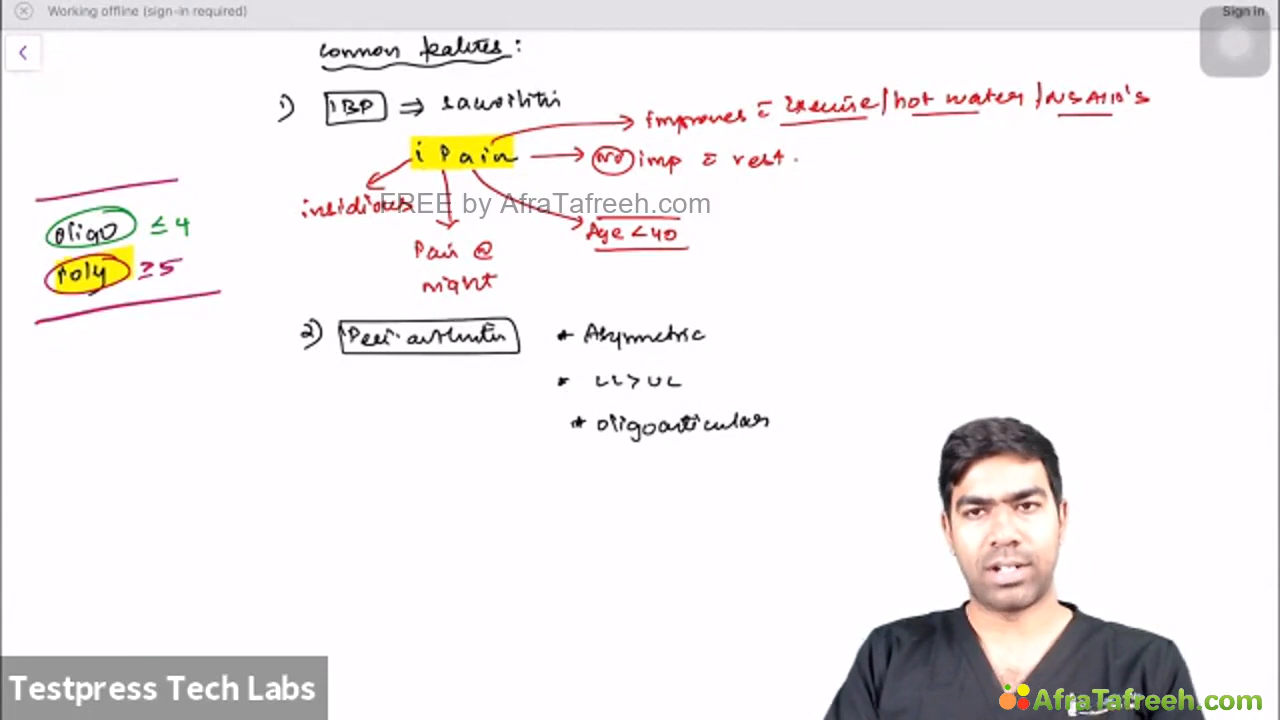 Working offline (sign-in required)
Sign in
common features:
1) IBP ⇒ sacroilitis
improves c̄ Exercise/hot water/NSAID's
i Pain
No imp c̄ rest.
insidious
FREE by AfraTafreeh.com
Age <40
oligo ≤4
Pain @
night
Poly ≥5
2) Peri arthritis
* Asymmetric
* LL>UL
* oligoarticular
Testpress Tech Labs
AfraTafreeh.com